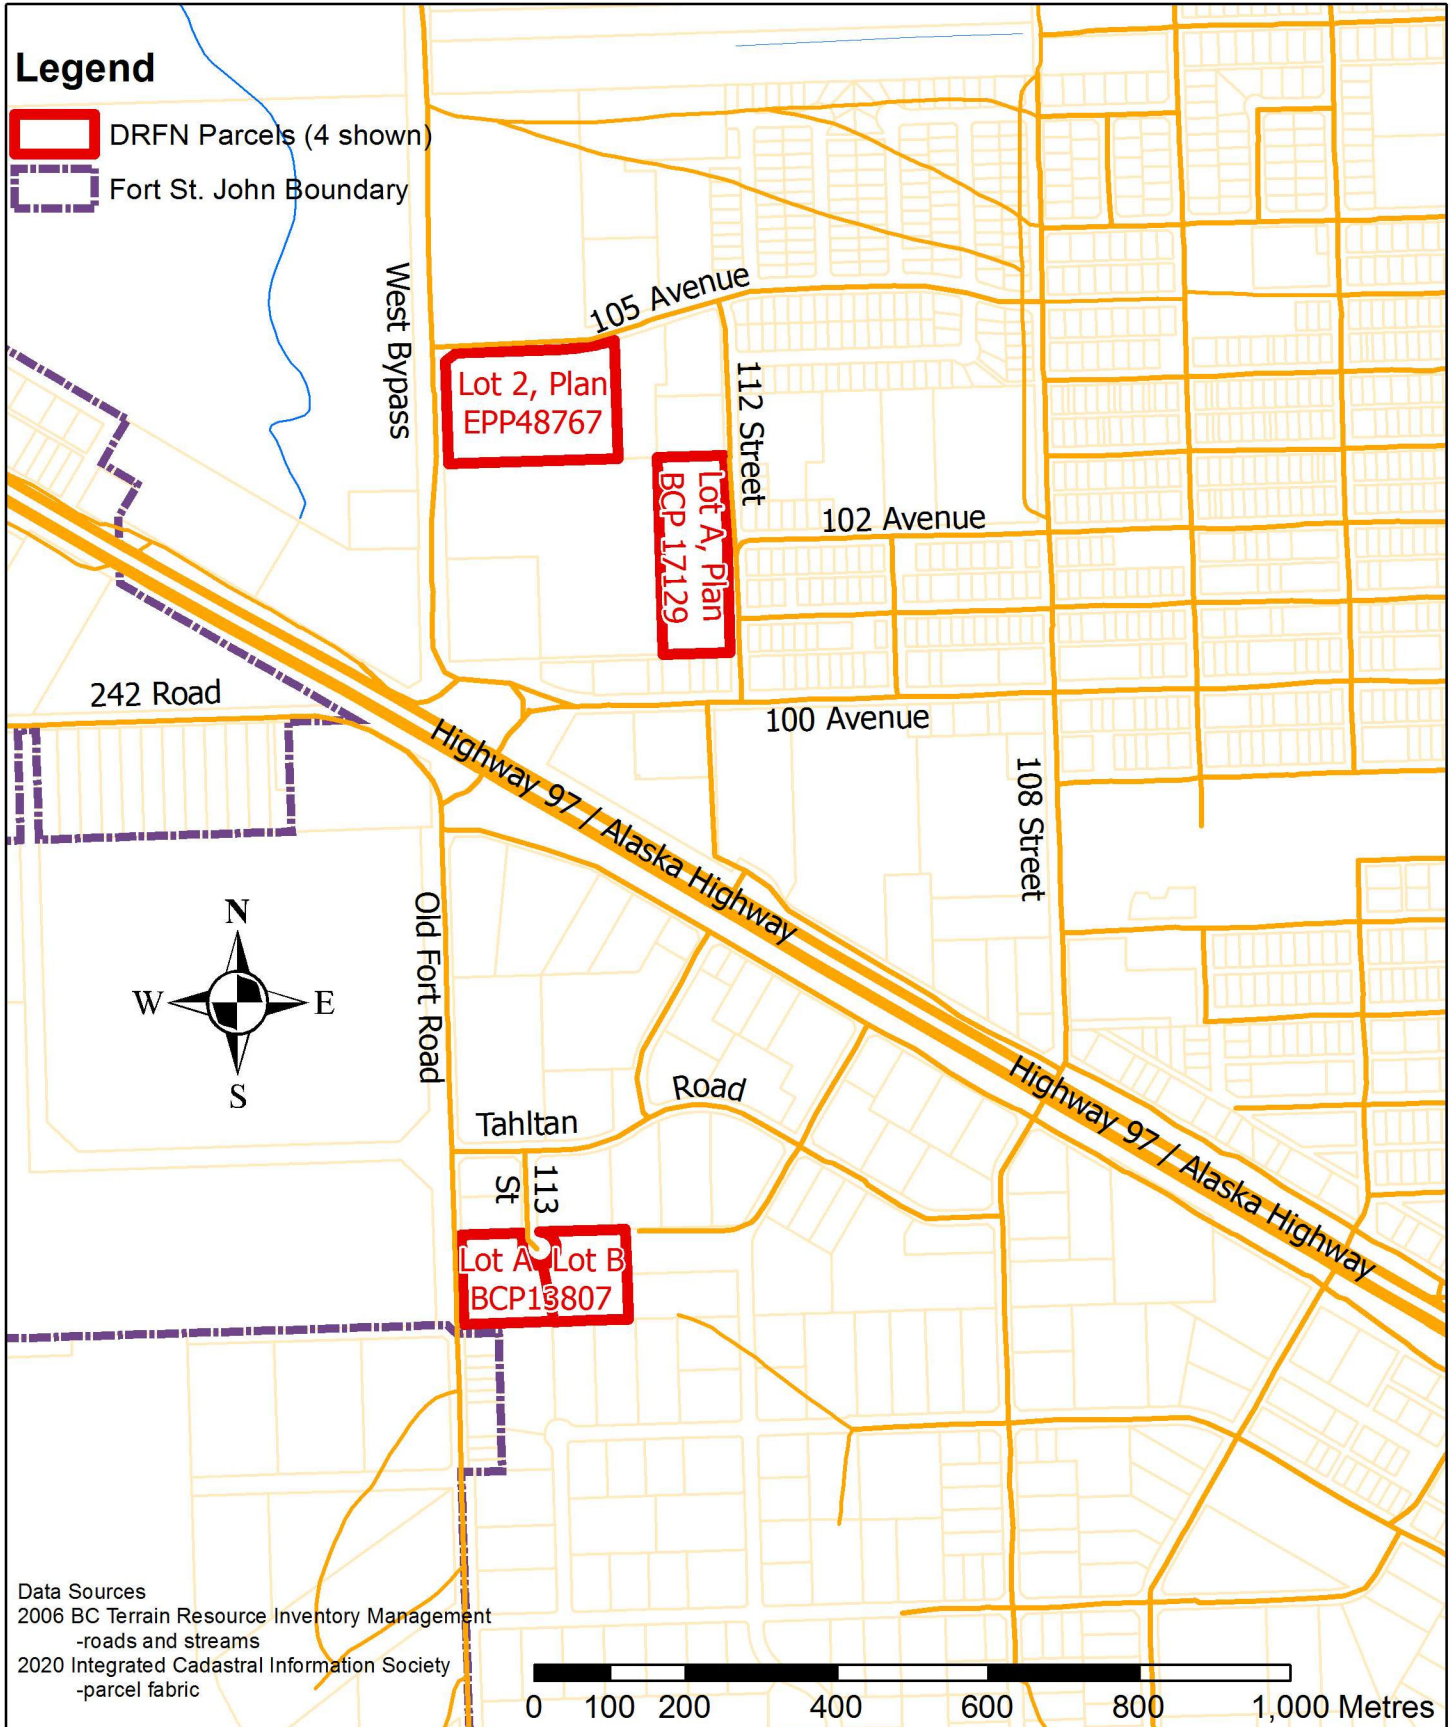 Legend
DRFN Parcels (4 shown)
Fort St. John Boundary
West Bypass
105 Avenue
Lot 2, Plan
EPP48767
112 Street
Lot A, Plan
BCP 17129
102 Avenue
242 Road
100 Avenue
Highway 97 / Alaska Highway
108 Street
Old Fort Road
N
W
E
S
Highway 97 / Alaska Highway
Tahltan
Road
113
St
Lot A
Lot B
BCP13807
Data Sources
2006 BC Terrain Resource Inventory Management
-roads and streams
2020 Integrated Cadastral Information Society
-parcel fabric
0 100 200 400 600 800 1,000 Metres